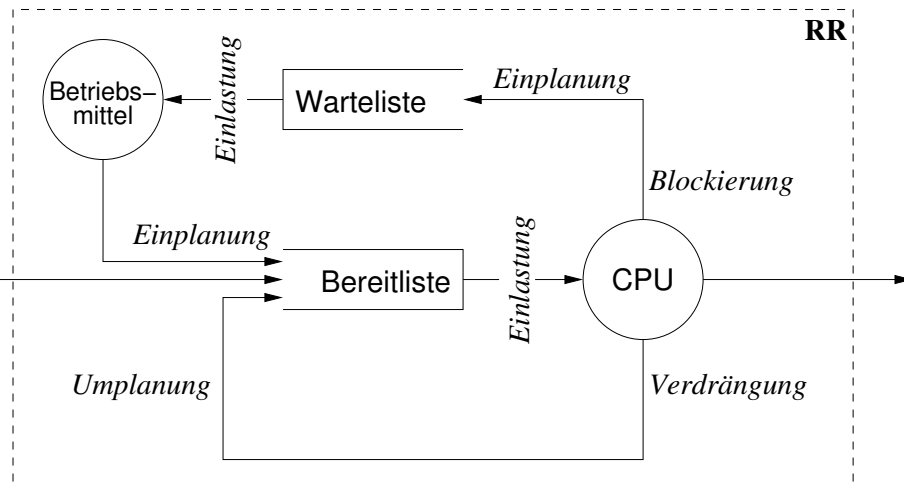 RR
Betriebs–
mittel
Einlastung
Warteliste
Einplanung
Blockierung
Einplanung
Bereitliste
Einlastung
CPU
Umplanung
Verdrängung